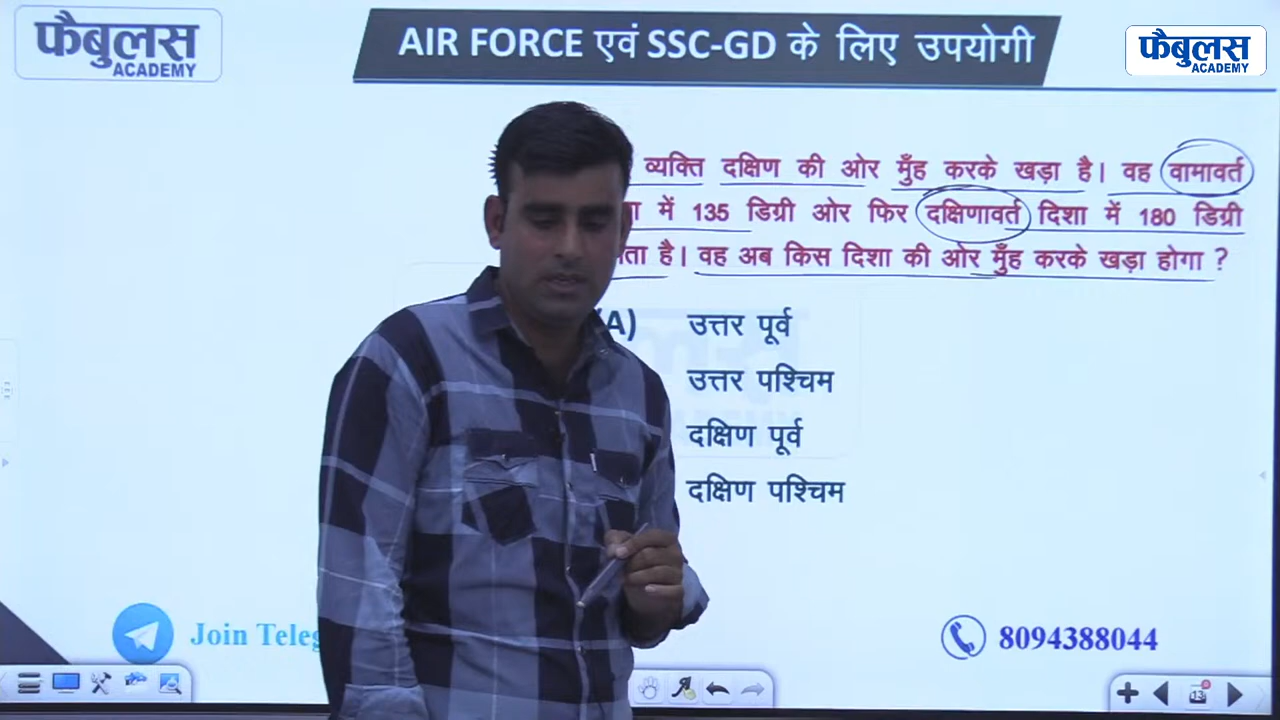 फैबुलस
ACADEMY
AIR FORCE एवं SSC-GD के लिए उपयोगी
फैबुलस
ACADEMY
व्यक्ति दक्षिण की ओर मुँह करके खड़ा है। वह वामावर्त
में 135 डिग्री ओर फिर दक्षिणावर्त दिशा में 180 डिग्री
है। वह अब किस दिशा की ओर मुँह करके खड़ा होगा ?
(A) उत्तर पूर्व
उत्तर पश्चिम
दक्षिण पूर्व
दक्षिण पश्चिम
Join
8094388044
13